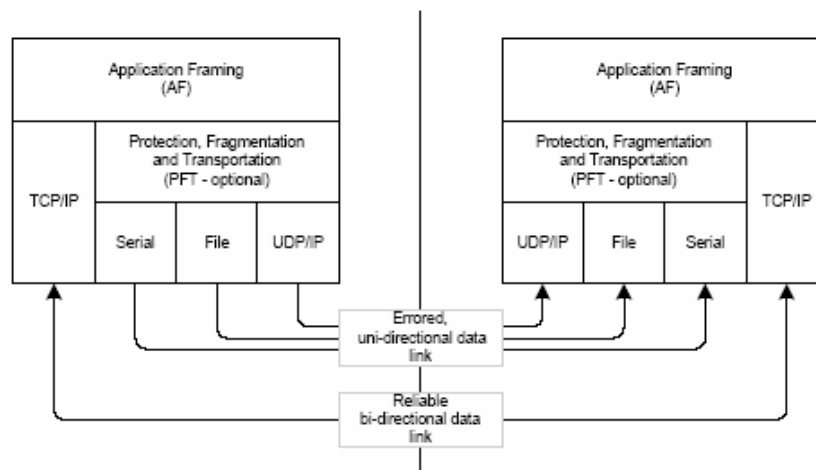 Application Framing
(AF)
Protection, Fragmentation
and Transportation
(PFT - optional)
TCP/IP
Serial
File
UDP/IP
Application Framing
(AF)
Protection, Fragmentation
and Transportation
(PFT - optional)
TCP/IP
UDP/IP
File
Serial
Errored,
uni-directional data
link
Reliable
bi-directional data
link